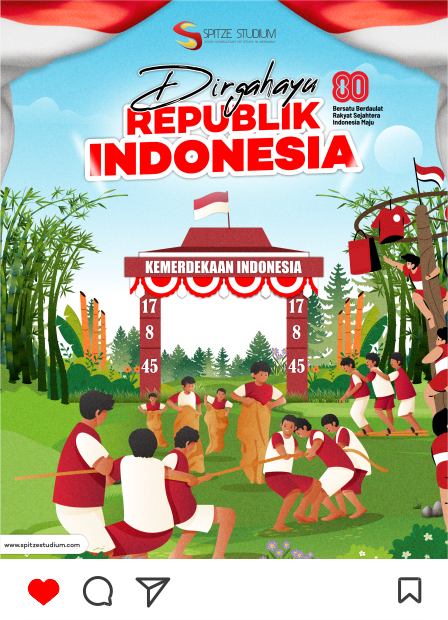 SPITZE STUDIUM
Dirgahayu
REPUBLIK
INDONESIA
80
Bersatu Berdaulat
Rakyat Sejahtera
Indonesia Maju
KEMERDEKAAN INDONESIA
17
17
8
8
45
45
www.spitzestudium.com